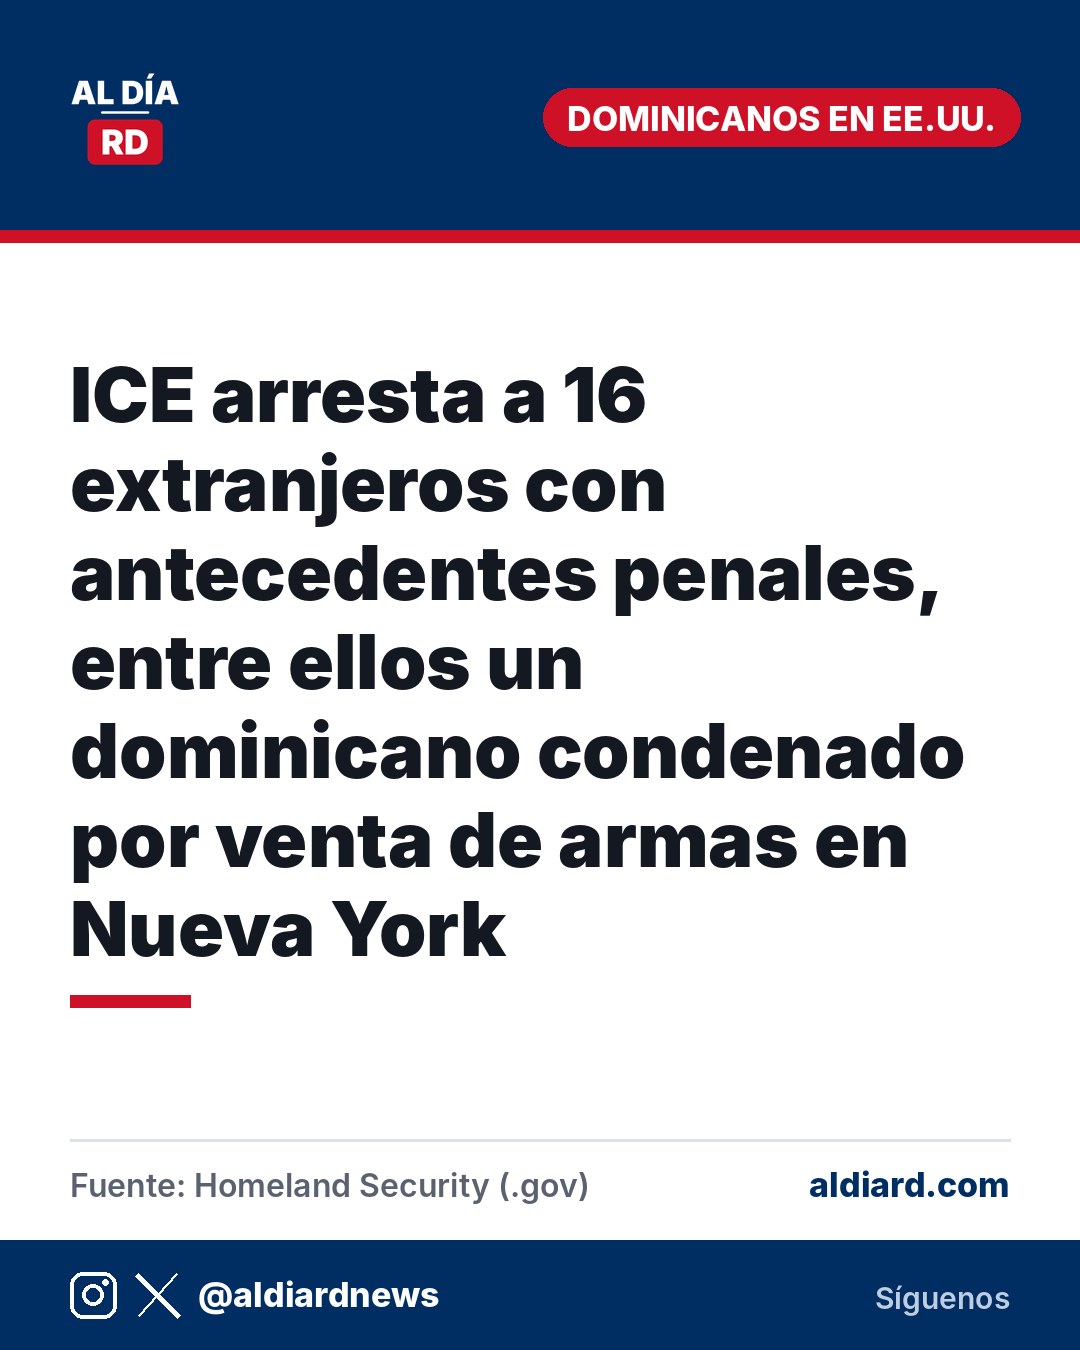 AL DÍA
RD
DOMINICANOS EN EE.UU.
ICE arresta a 16
extranjeros con
antecedentes penales,
entre ellos un
dominicano condenado
por venta de armas en
Nueva York
Fuente: Homeland Security (.gov)
aldiard.com
@aldiardnews
Síguenos